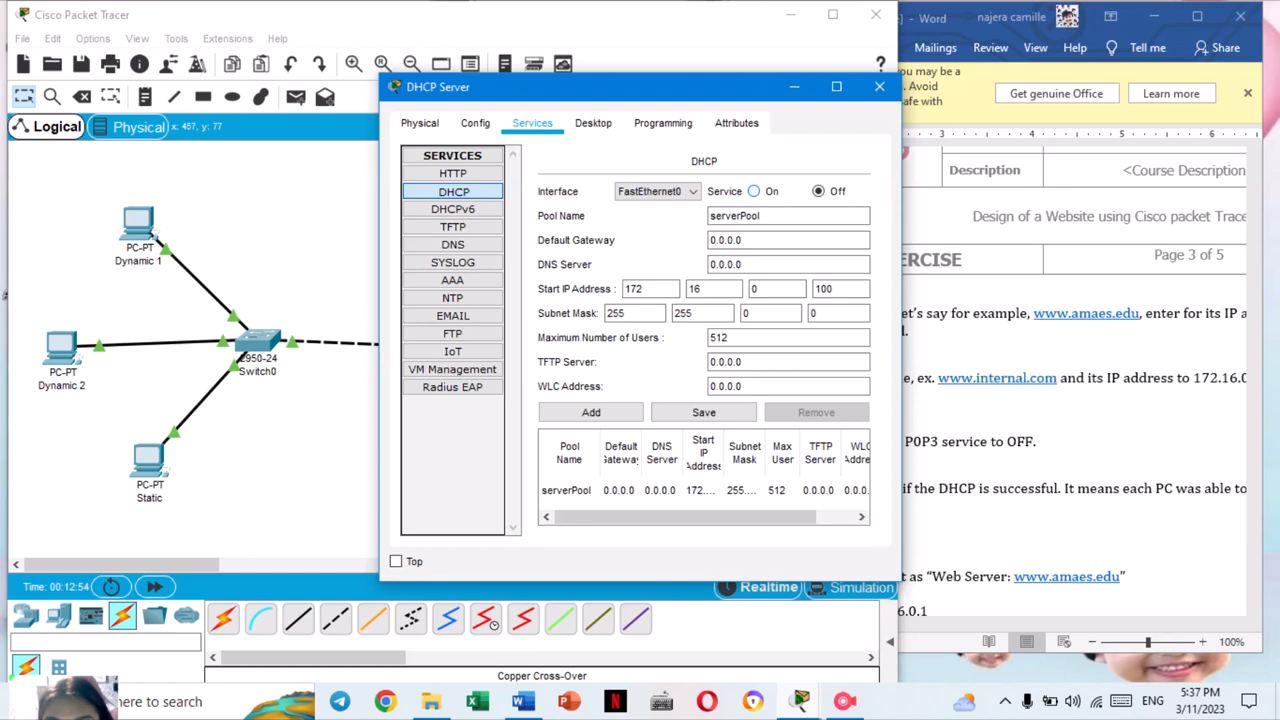 Cisco Packet Tracer
File Edit Options View Tools Extensions Help
?
Logical Physical x: 457, y: 77
PC-PT
Dynamic 1
PC-PT
Dynamic 2
2950-24
Switch0
PC-PT
Static
Time: 00:12:54
Realtime Simulation
Copper Cross-Over
DHCP Server
Physical Config Services Desktop Programming Attributes
SERVICES
HTTP
DHCP
DHCPv6
TFTP
DNS
SYSLOG
AAA
NTP
EMAIL
FTP
IoT
VM Management
Radius EAP
DHCP
Interface FastEthernet0 Service On Off
Pool Name serverPool
Default Gateway 0.0.0.0
DNS Server 0.0.0.0
Start IP Address : 172 16 0 100
Subnet Mask: 255 255 0 0
Maximum Number of Users : 512
TFTP Server: 0.0.0.0
WLC Address: 0.0.0.0
Add Save Remove
Pool Name Default Gateway DNS Server Start IP Address Subnet Mask Max User TFTP Server WLC Addre
serverPool 0.0.0.0 0.0.0.0 172.... 255.... 512 0.0.0.0 0.0.0.
Top
- Word najera camille
Mailings Review View Help Tell me Share
you may be a
. Avoid
afe with
Get genuine Office Learn more
3 4 5 6
Description <Course Description
Design of a Website using Cisco packet Trace
ERCISE Page 3 of 5
et's say for example, www.amaes.edu, enter for its IP a
l.
e, ex. www.internal.com and its IP address to 172.16.0
P0P3 service to OFF.
if the DHCP is successful. It means each PC was able to
t as “Web Server: www.amaes.edu”
6.0.1
100%
here to search
ENG
5:37 PM
3/11/2023